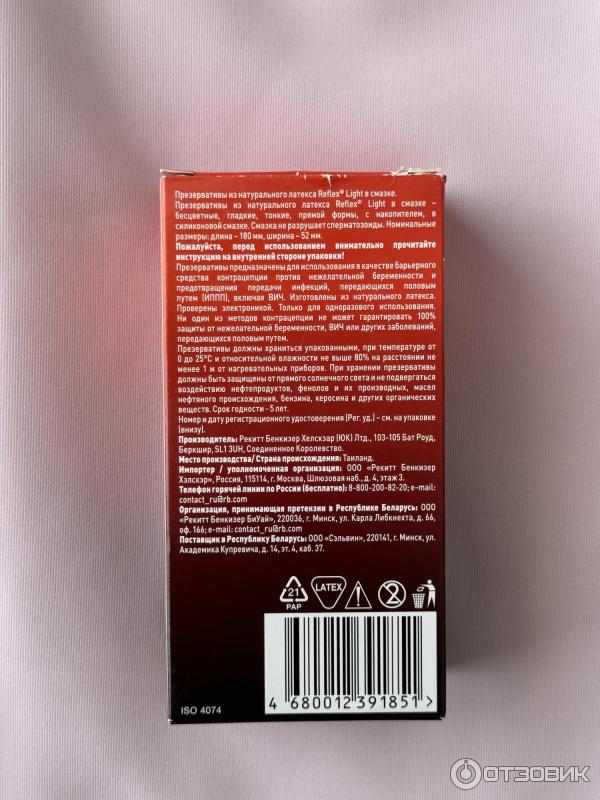 Презервативы из натурального латекса Reflex® Light в смазке.
Презервативы из натурального латекса Reflex® Light в смазке –
бесцветные, гладкие, тонкие, прямой формы, с накопителем, в
силиконовой смазке. Смазка не разрушает сперматозоиды. Номинальные
размеры: длина – 180 мм, ширина – 52 мм.
Пожалуйста, перед использованием внимательно прочитайте
инструкцию на внутренней стороне упаковки!
Презервативы предназначены для использования в качестве барьерного
средства контрацепции против нежелательной беременности и
предотвращения передачи инфекций, передающихся половым
путем (ИППП), включая ВИЧ. Изготовлены из натурального латекса.
Проверены электроникой. Только для одноразового использования.
Ни один из методов контрацепции не может гарантировать 100%
защиты от нежелательной беременности, ВИЧ или других заболеваний,
передающихся половым путем.
Презервативы должны храниться упакованными, при температуре от
0 до 25°С и относительной влажности не выше 80% на расстоянии не
менее 1 м от нагревательных приборов. При хранении презервативы
должны быть защищены от прямого солнечного света и не подвергаться
воздействию нефтепродуктов, фенолов и их производных, масел
нефтяного происхождения, бензина, керосина и других органических
веществ. Срок годности - 5 лет.
Номер и дату регистрационного удостоверения (Рег. уд.) – см. на упаковке
(внизу).
Производитель: Рекитт Бенкизер Хелскэар (ЮК) Лтд., 103-105 Бат Роуд,
Беркшир, SL1 3UH, Соединенное Королевство.
Место производства/ Страна происхождения: Таиланд.
Импортер / уполномоченная организация: ООО «Рекитт Бенкизер
Хэлскэр», Россия, 115114, г. Москва, Шлюзовая наб., д. 4, этаж 3.
Телефон горячей линии по России (бесплатно): 8-800-200-82-20; e-mail:
contact_ru@rb.com
Организация, принимающая претензии в Республике Беларусь: ООО
«Рекитт Бенкизер БиУай», 220036, г. Минск, ул. Карла Либкнехта, д. 66,
оф. 166; e-mail: contact_ru@rb.com
Поставщик в Республику Беларусь: ООО «Сэльвин», 220141, г. Минск, ул.
Академика Купревича, д. 14, эт. 4, каб. 37.
21
PAP
LATEX
2
4 680012 391851 >
ISO 4074
ОТЗОВИК